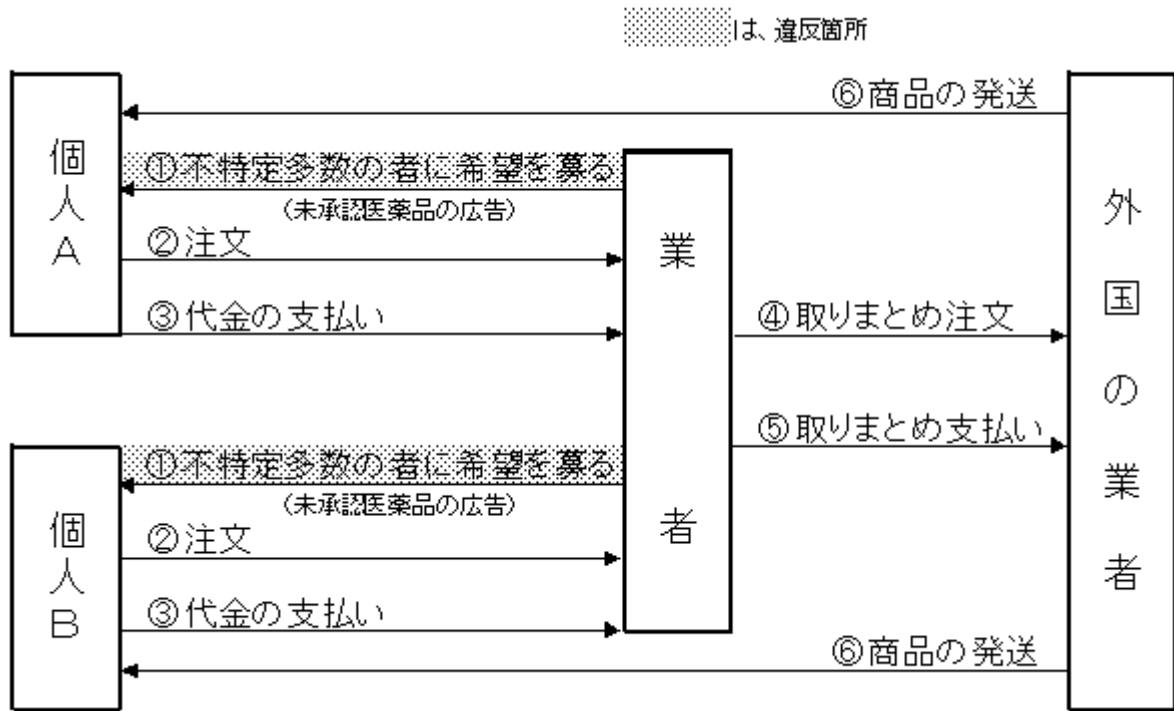 は、違反箇所
⑥商品の発送
個人A
①不特定多数の者に希望を募る
(未承認医薬品の広告)
②注文
③代金の支払い
業者
④取りまとめ注文
⑤取りまとめ支払い
外国の業者
個人B
①不特定多数の者に希望を募る
(未承認医薬品の広告)
②注文
③代金の支払い
⑥商品の発送